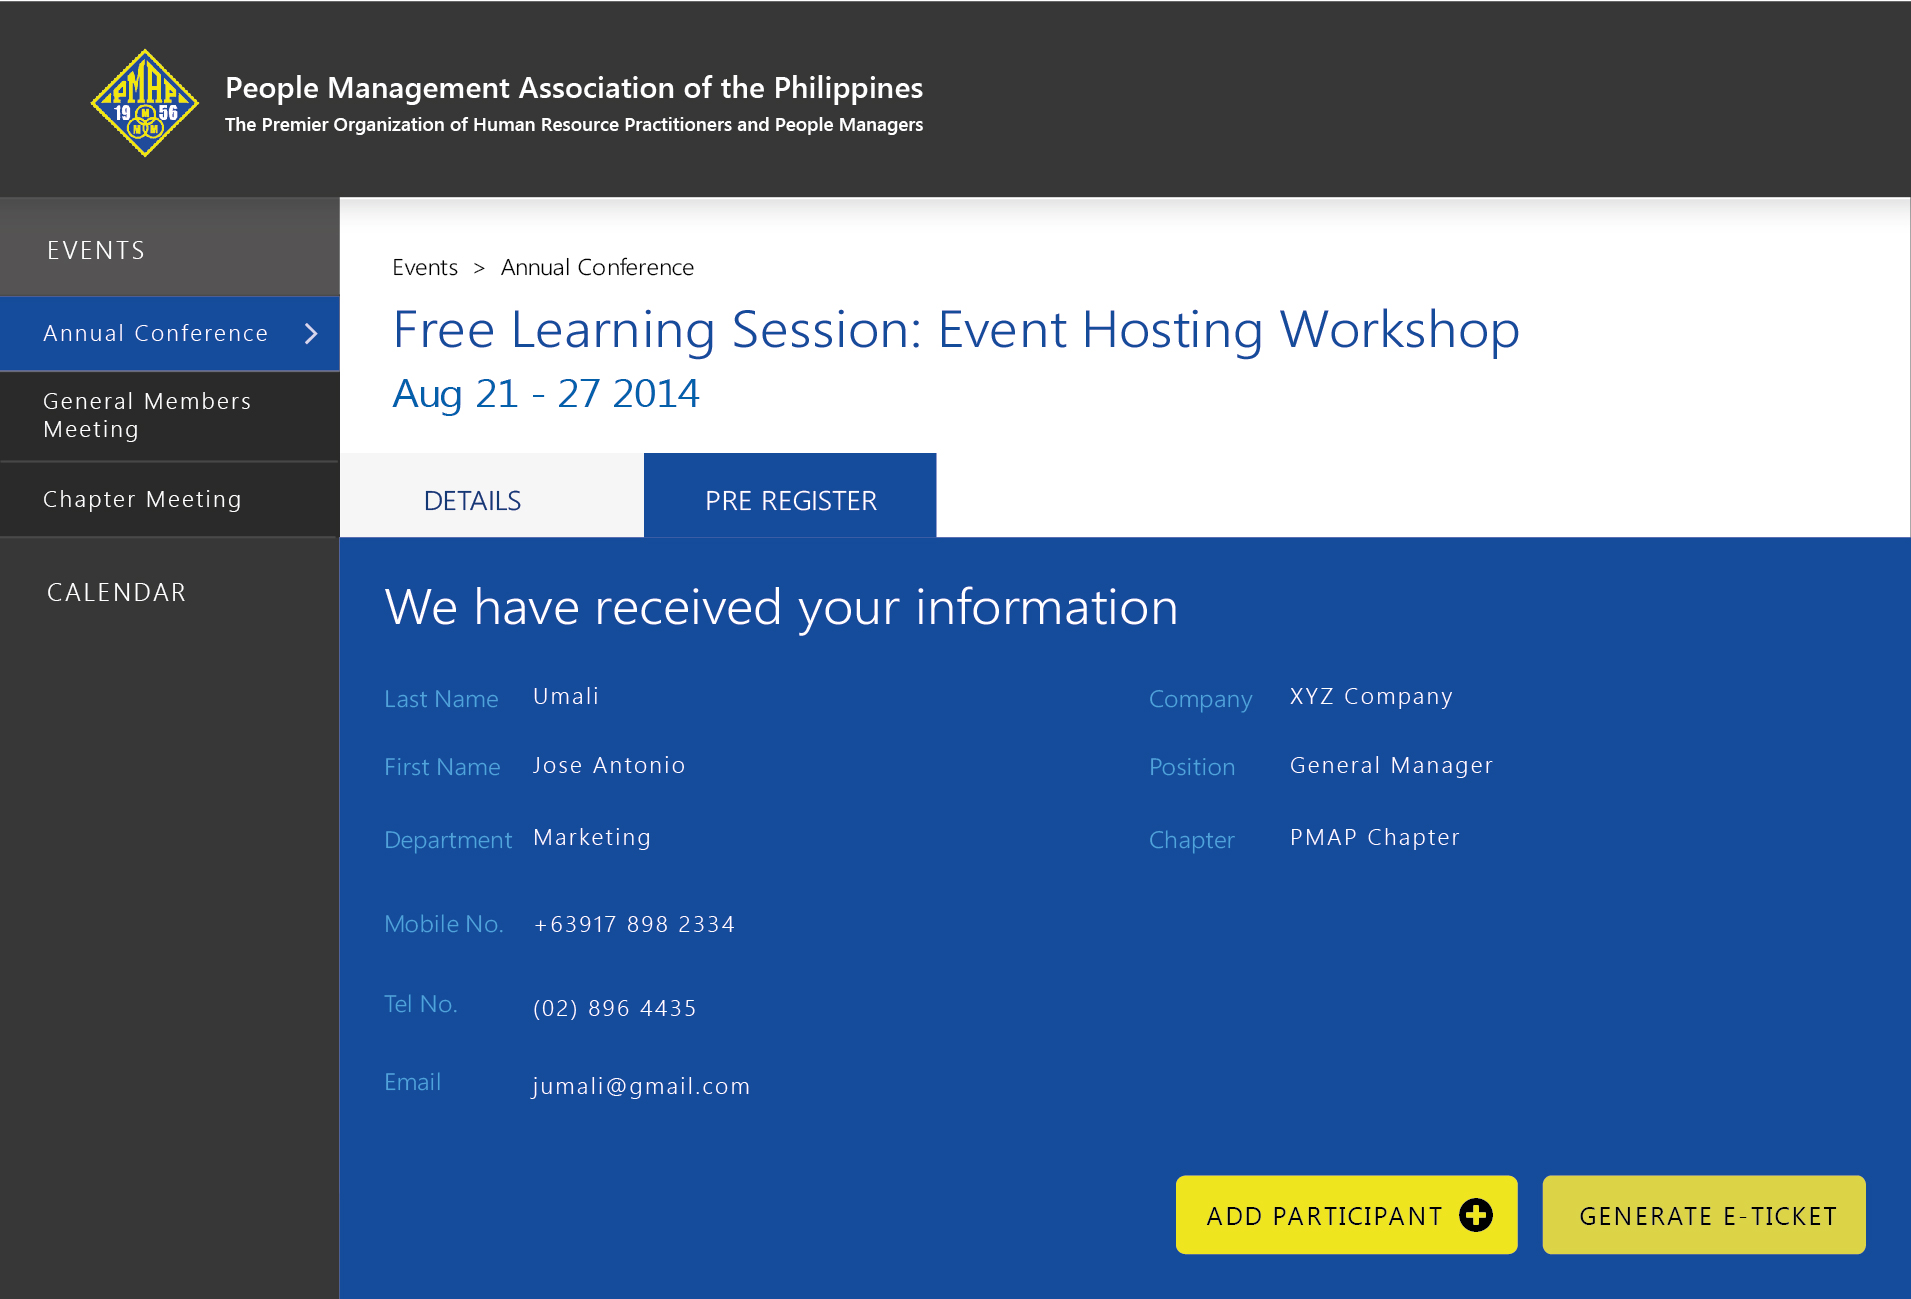 PMAP
19 M 56
M M
People Management Association of the Philippines
The Premier Organization of Human Resource Practitioners and People Managers
EVENTS
Annual Conference
General Members
Meeting
Chapter Meeting
CALENDAR
Events > Annual Conference
Free Learning Session: Event Hosting Workshop
Aug 21 - 27 2014
DETAILS
PRE REGISTER
We have received your information
Last Name Umali
First Name Jose Antonio
Department Marketing
Mobile No. +63917 898 2334
Tel No. (02) 896 4435
Email jumali@gmail.com
Company XYZ Company
Position General Manager
Chapter PMAP Chapter
ADD PARTICIPANT
GENERATE E-TICKET